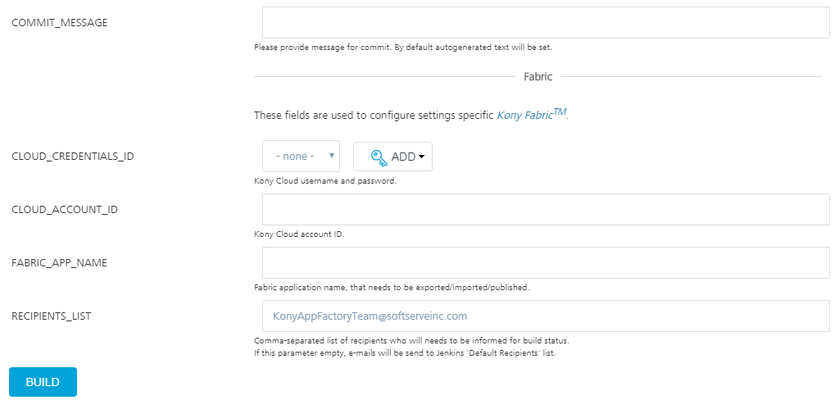 COMMIT_MESSAGE
Please provide message for commit. By default autogenerated text will be set.
Fabric
These fields are used to configure settings specific Kony Fabric™.
CLOUD_CREDENTIALS_ID
- none -
ADD
Kony Cloud username and password.
CLOUD_ACCOUNT_ID
Kony Cloud account ID.
FABRIC_APP_NAME
Fabric application name, that needs to be exported/imported/published.
RECIPIENTS_LIST
KonyAppFactoryTeam@softserveinc.com
Comma-separated list of recipients who will needs to be informed for build status.
If this parameter empty, e-mails will be send to Jenkins 'Default Recipients' list.
BUILD